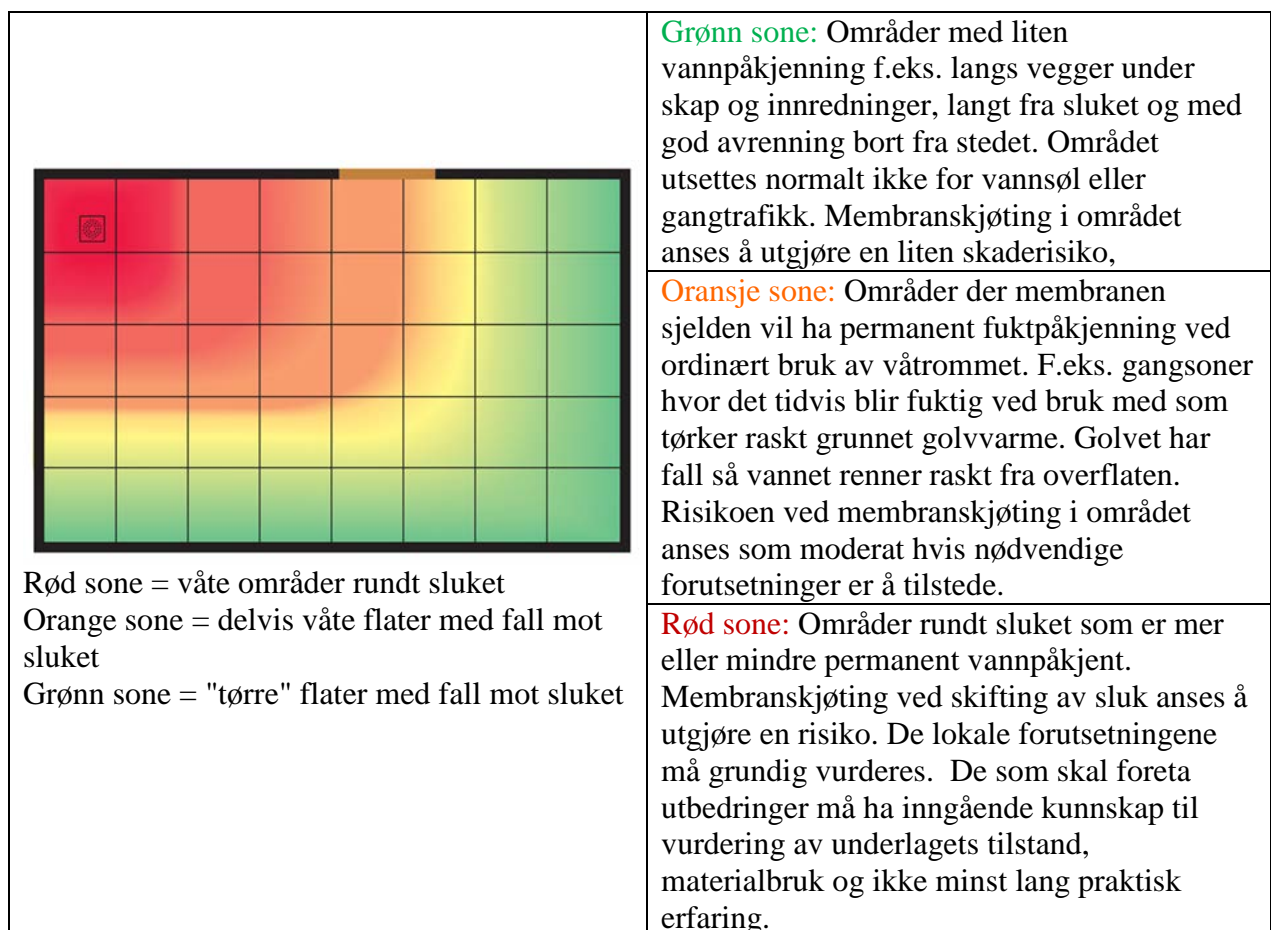 Rød sone = våte områder rundt sluket
Orange sone = delvis våte flater med fall mot
sluket
Grønn sone = "tørre" flater med fall mot sluket
Grønn sone: Områder med liten
vannpåkjenning f.eks. langs vegger under
skap og innredninger, langt fra sluket og med
god avrenning bort fra stedet. Området
utsettes normalt ikke for vannsøl eller
gangtrafikk. Membranskjøting i området
anses å utgjøre en liten skaderisiko,
Oransje sone: Områder der membranen
sjelden vil ha permanent fuktpåkjenning ved
ordinært bruk av våtrommet. F.eks. gangsoner
hvor det tidvis blir fuktig ved bruk med som
tørker raskt grunnet golvvarme. Golvet har
fall så vannet renner raskt fra overflaten.
Risikoen ved membranskjøting i området
anses som moderat hvis nødvendige
forutsetninger er å tilstede.
Rød sone: Områder rundt sluket som er mer
eller mindre permanent vannpåkjent.
Membranskjøting ved skifting av sluk anses å
utgjøre en risiko. De lokale forutsetningene
må grundig vurderes.  De som skal foreta
utbedringer må ha inngående kunnskap til
vurdering av underlagets tilstand,
materialbruk og ikke minst lang praktisk
erfaring.